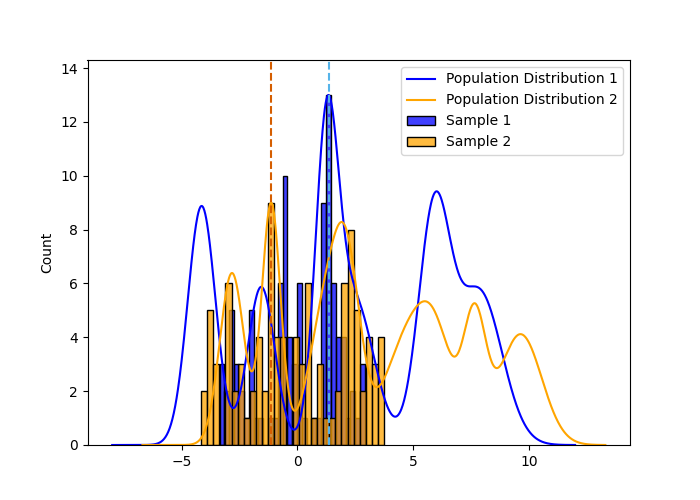 14
12
10
8
6
4
2
0
Count
−5
0
5
10
Population Distribution 1
Population Distribution 2
Sample 1
Sample 2